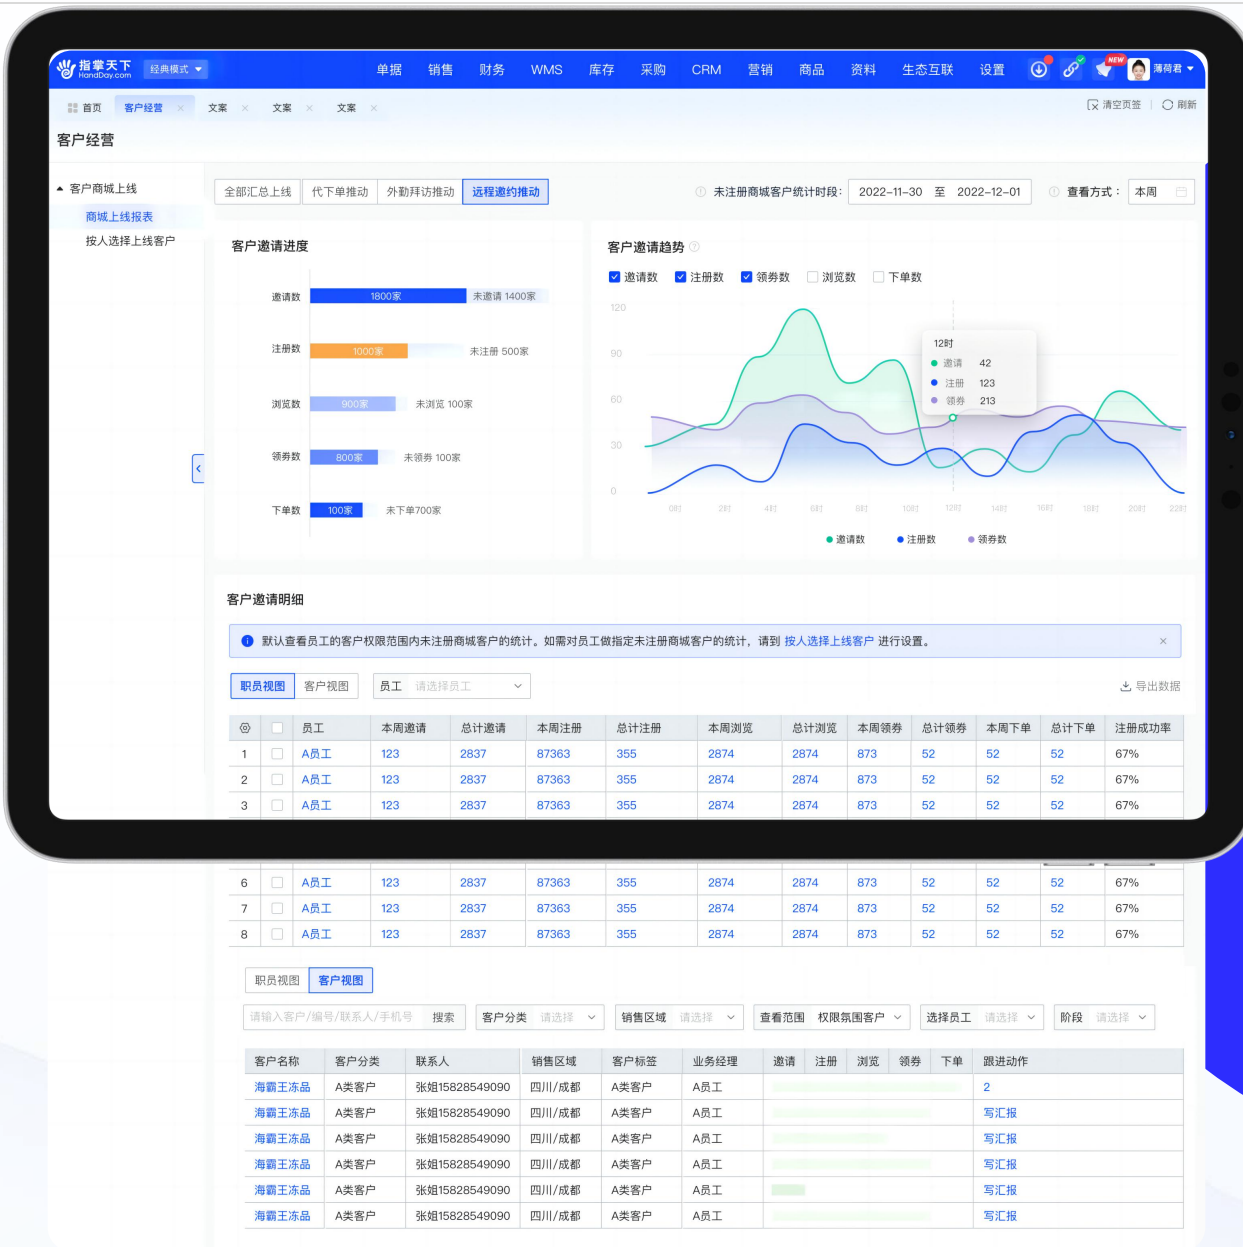 指掌天下
HandDay.com
经典模式
单据 销售 财务 WMS 库存 采购 CRM 营销 商品 资料 生态互联 设置
NEW
薄荷君
首页 客户经营 文案 文案 文案
清空页签 刷新
客户经营
客户商城上线
商城上线报表
按人选择上线客户
全部汇总上线 代下单推动 外勤拜访推动 远程邀约推动
未注册商城客户统计时段: 2022-11-30 至 2022-12-01
查看方式: 本周
客户邀请进度
邀请数 1800家 未邀请 1400家
注册数 1000家 未注册 500家
浏览数 900家 未浏览 100家
领券数 800家 未领券 100家
下单数 100家 未下单700家
客户邀请趋势
邀请数 注册数 领券数 浏览数 下单数
120
90
60
30
0
12时
邀请 42
注册 123
领券 213
0时 2时 4时 6时 8时 10时 12时 14时 16时 18时 20时 22时
邀请数 注册数 领券数
客户邀请明细
默认查看员工的客户权限范围内未注册商城客户的统计。如需对员工做指定未注册商城客户的统计，请到 按人选择上线客户 进行设置。
职员视图 客户视图 员工 请选择员工
导出数据
员工 本周邀请 总计邀请 本周注册 总计注册 本周浏览 总计浏览 本周领券 总计领券 本周下单 总计下单 注册成功率
1 A员工 123 2837 87363 355 2874 2874 873 52 52 52 67%
2 A员工 123 2837 87363 355 2874 2874 873 52 52 52 67%
3 A员工 123 2837 87363 355 2874 2874 873 52 52 52 67%
6 A员工 123 2837 87363 355 2874 2874 873 52 52 52 67%
7 A员工 123 2837 87363 355 2874 2874 873 52 52 52 67%
8 A员工 123 2837 87363 355 2874 2874 873 52 52 52 67%
职员视图 客户视图
请输入客户/编号/联系人/手机号 搜索 客户分类 请选择 销售区域 请选择 查看范围 权限氛围客户 选择员工 请选择 阶段 请选择
客户名称 客户分类 联系人 销售区域 客户标签 业务经理 邀请 注册 浏览 领券 下单 跟进动作
海霸王冻品 A类客户 张姐15828549090 四川/成都 A类客户 A员工 2
海霸王冻品 A类客户 张姐15828549090 四川/成都 A类客户 A员工 写汇报
海霸王冻品 A类客户 张姐15828549090 四川/成都 A类客户 A员工 写汇报
海霸王冻品 A类客户 张姐15828549090 四川/成都 A类客户 A员工 写汇报
海霸王冻品 A类客户 张姐15828549090 四川/成都 A类客户 A员工 写汇报
海霸王冻品 A类客户 张姐15828549090 四川/成都 A类客户 A员工 写汇报